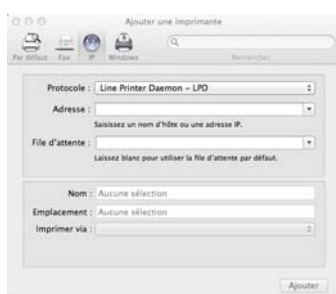 Ajouter une imprimante
Par défaut Fax IP Windows Rechercher
Protocole : Line Printer Daemon – LPD
Adresse :
Saisissez un nom d'hôte ou une adresse IP.
File d'attente :
Laissez blanc pour utiliser la file d'attente par défaut.
Nom : Aucune sélection
Emplacement : Aucune sélection
Imprimer via :
Ajouter